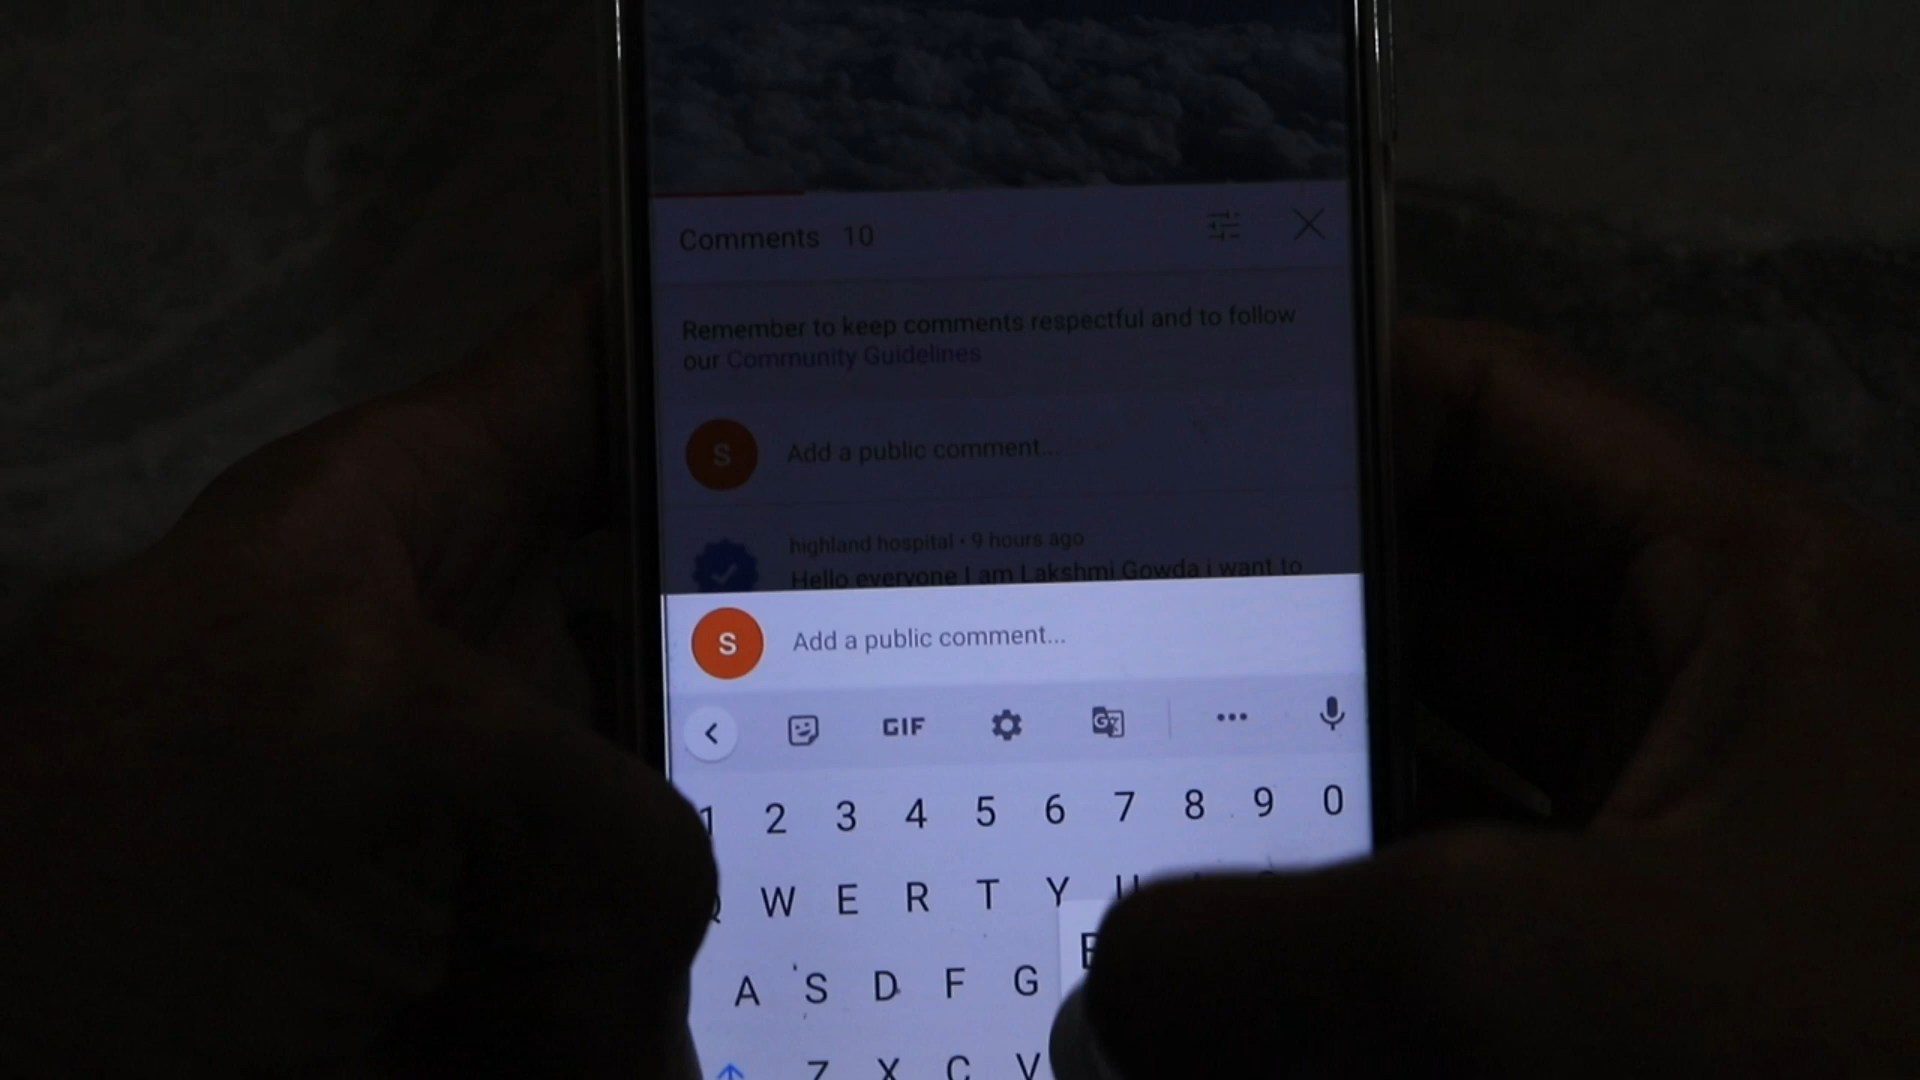 Comments 10
Remember to keep comments respectful and to follow
our Community Guidelines
S Add a public comment...
highland hospital • 9 hours ago
Hello everyone I am Lakshmi Gowda i want to
S Add a public comment...
GIF
1 2 3 4 5 6 7 8 9 0
W E R T Y U
A S D F G
Z X C V